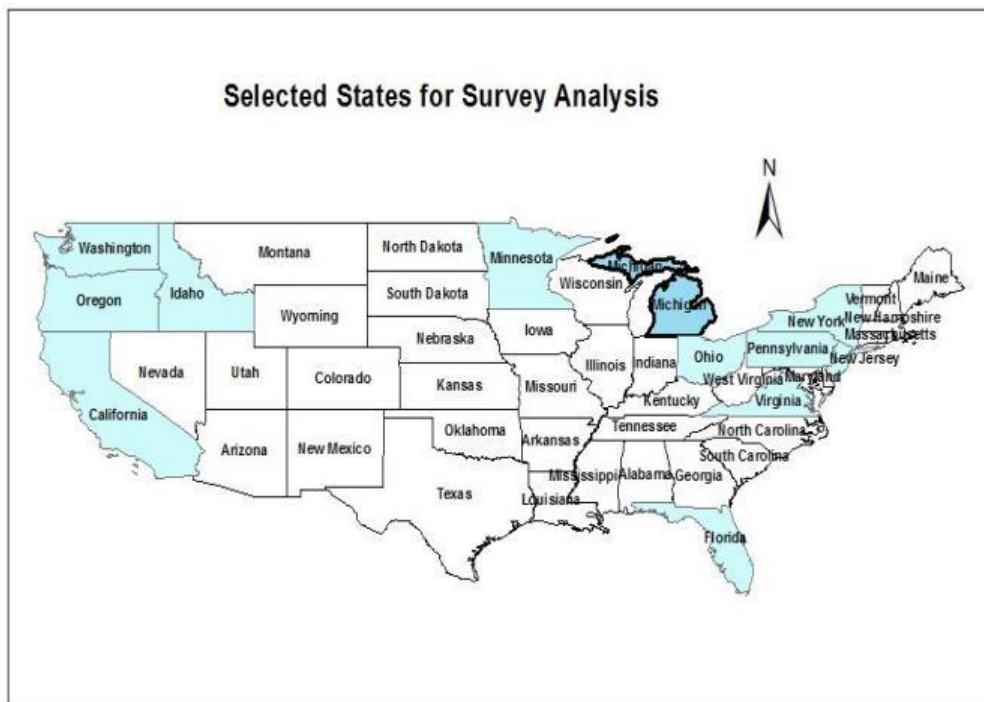 Selected States for Survey Analysis
N
Washington
Montana
North Dakota
Minnesota
Michigan
Maine
Oregon
Idaho
South Dakota
Wisconsin
Michigan
Vermont
Wyoming
New York
New Hampshire
Massachusetts
Nebraska
Iowa
Nevada
Utah
Colorado
Kansas
Illinois
Indiana
Ohio
Pennsylvania
New Jersey
Missouri
West Virginia
Maryland
California
Kentucky
Virginia
Oklahoma
Arkansas
Tennessee
North Carolina
Arizona
New Mexico
South Carolina
Mississippi
Alabama
Georgia
Texas
Louisiana
Florida